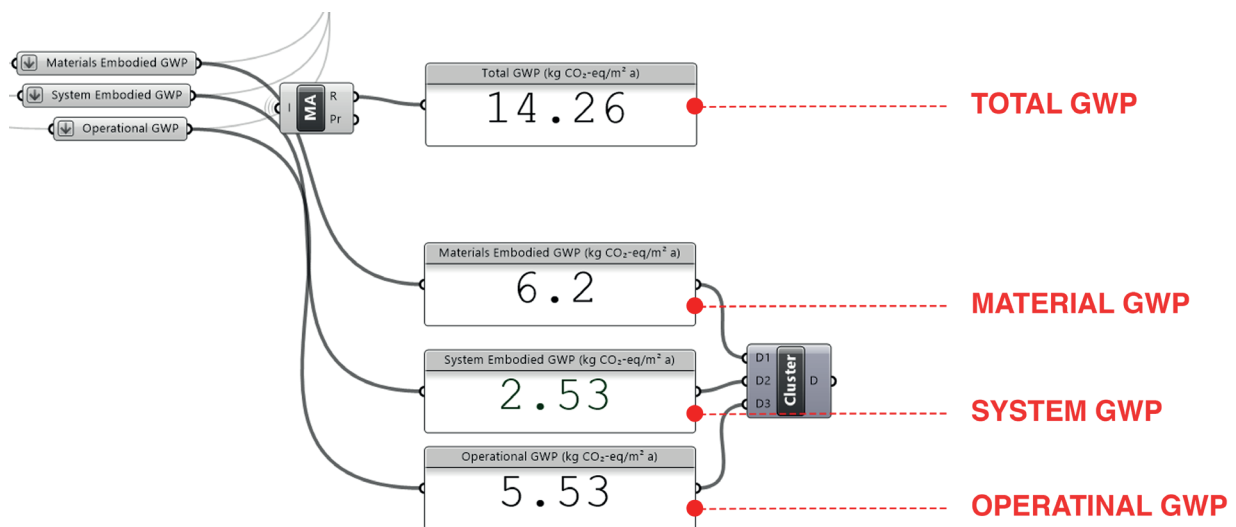 Materials Embodied GWP
System Embodied GWP
Operational GWP
I
MA
R
Pr
Total GWP (kg CO₂-eq/m² a)
14.26
TOTAL GWP
Materials Embodied GWP (kg CO₂-eq/m² a)
6.2
MATERIAL GWP
System Embodied GWP (kg CO₂-eq/m² a)
2.53
D1
D2
D3
Cluster
D
SYSTEM GWP
Operational GWP (kg CO₂-eq/m² a)
5.53
OPERATINAL GWP